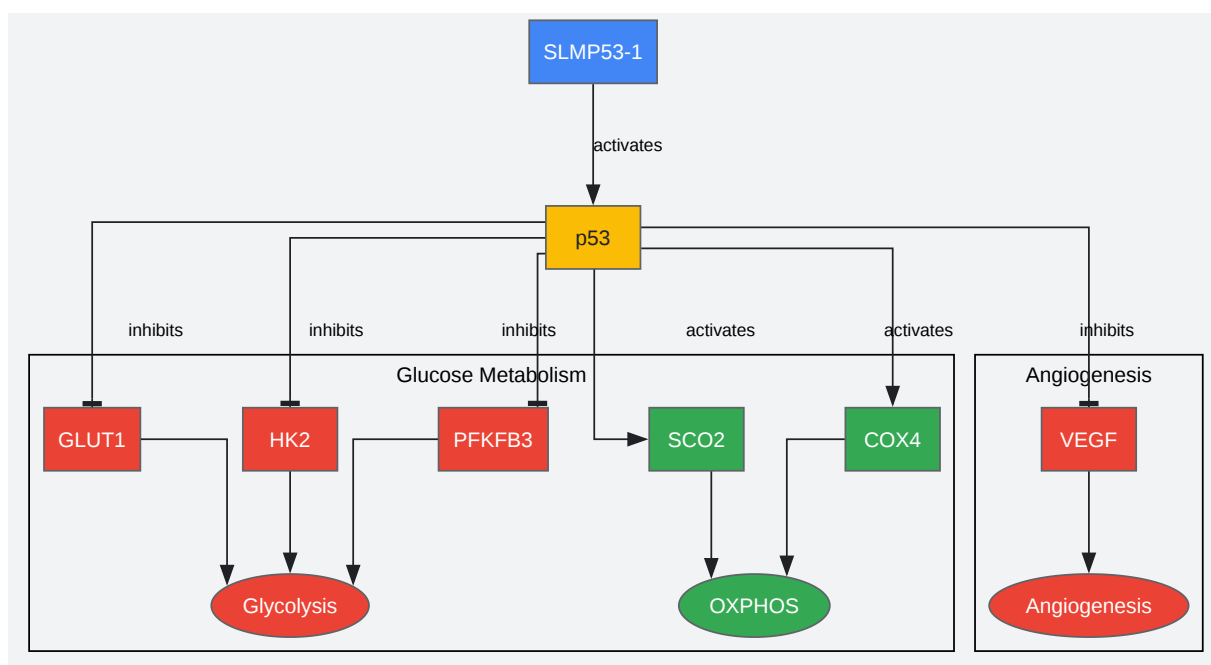 SLMP53-1
activates
p53
inhibits
inhibits
inhibits
activates
activates
inhibits
Glucose Metabolism
Angiogenesis
GLUT1
HK2
PFKFB3
SCO2
COX4
VEGF
Glycolysis
OXPHOS
Angiogenesis